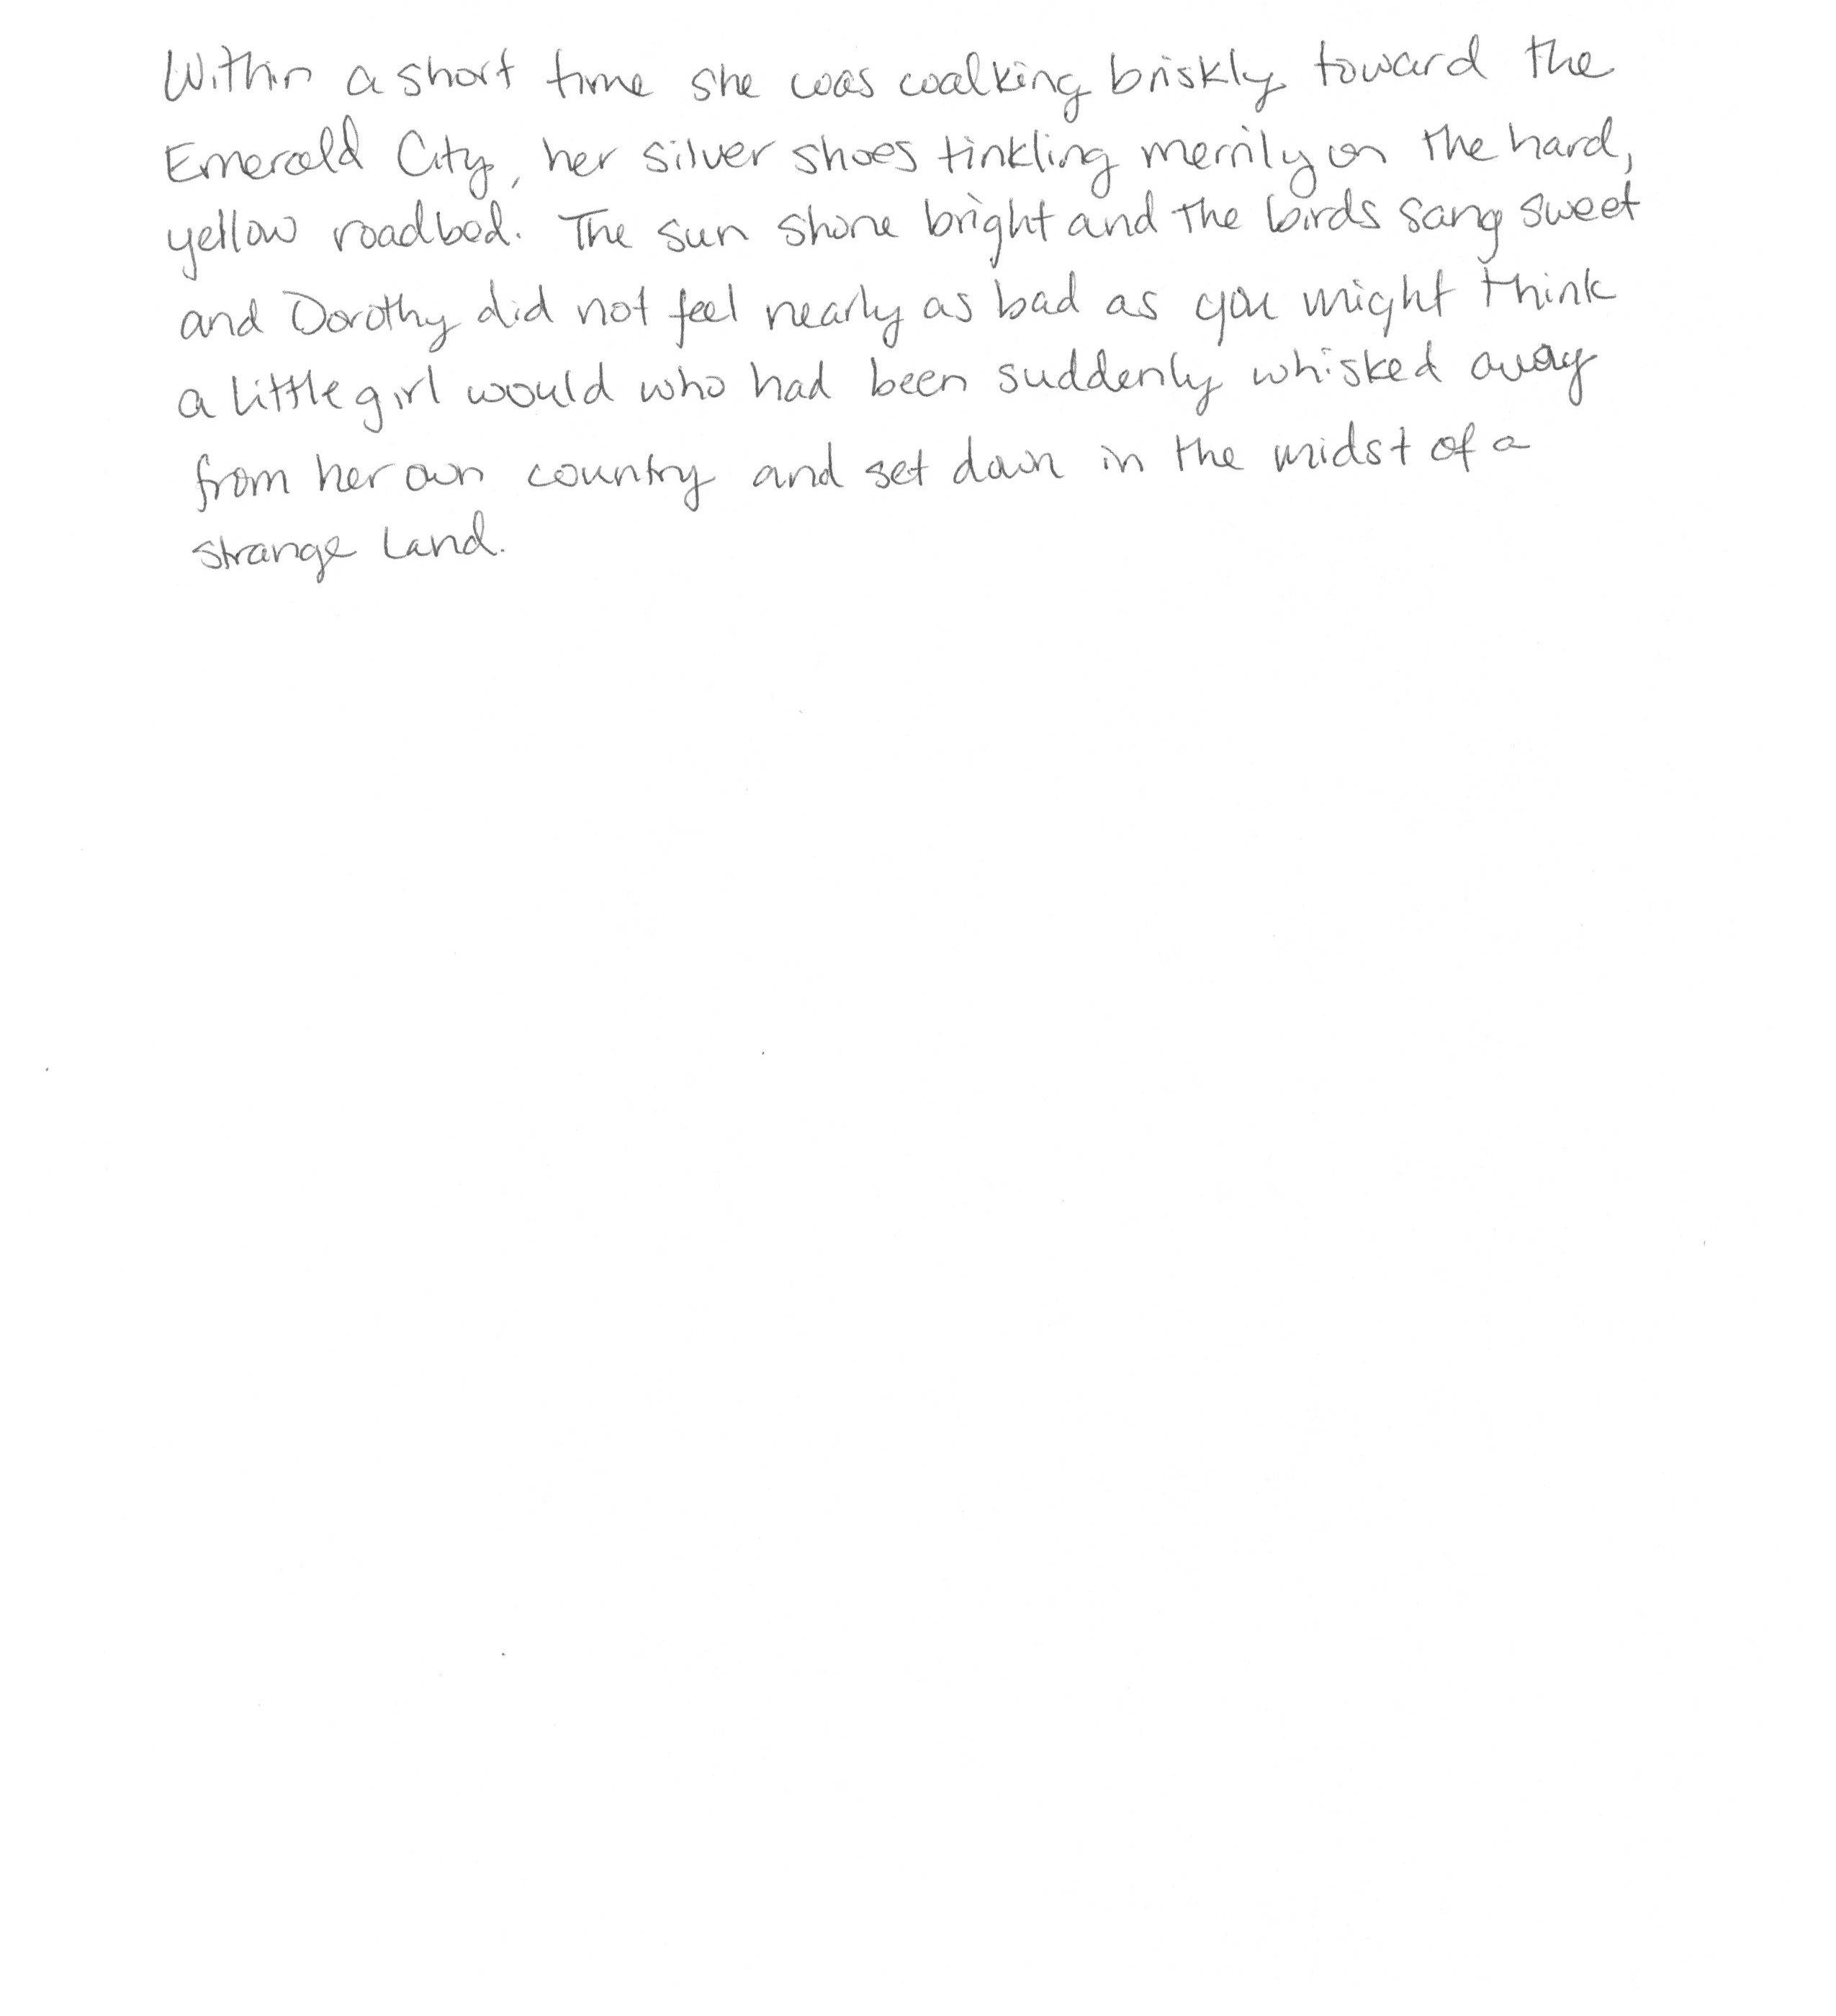 Within a short time she was walking briskly toward the
Emerald City, her silver shoes tinkling merrily on the hard,
yellow roadbed. The sun shone bright and the birds sang sweet
and Dorothy did not feel nearly as bad as you might think
a little girl would who had been suddenly whisked away
from her own country and set down in the midst of a
strange land.